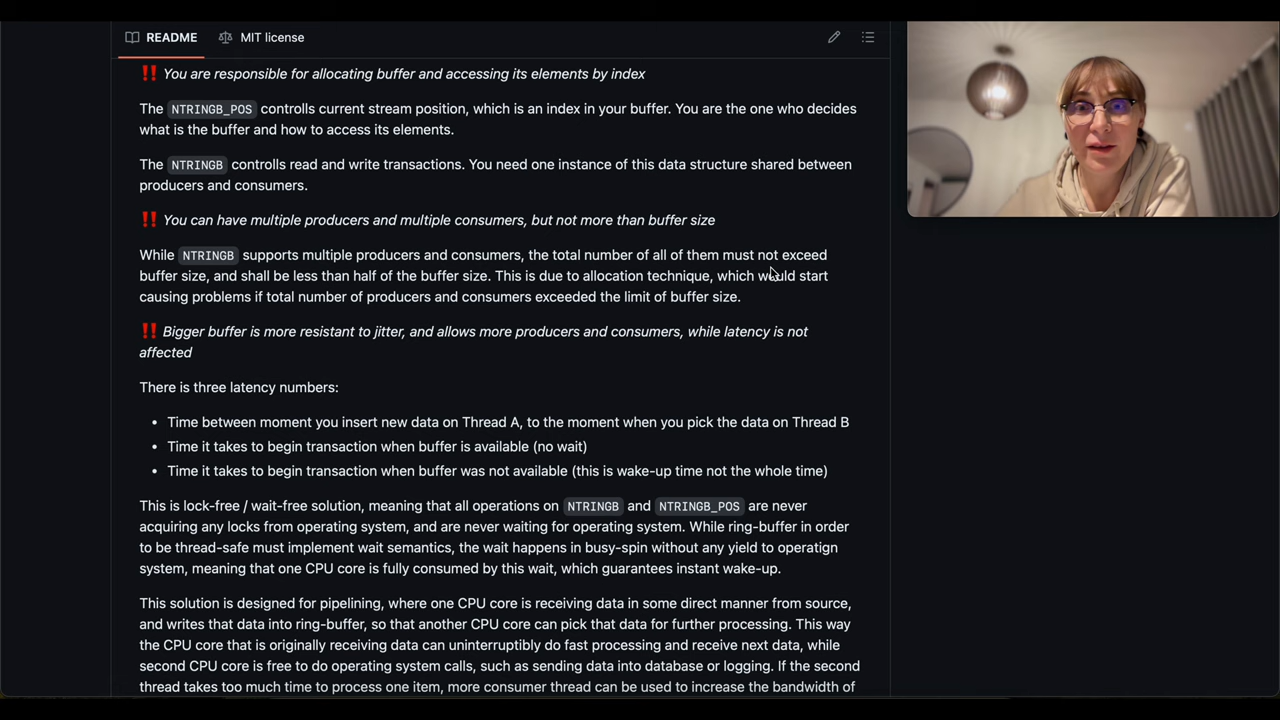 README
MIT license
‼️ You are responsible for allocating buffer and accessing its elements by index
The NTRINGB_POS controls current stream position, which is an index in your buffer. You are the one who decides
what is the buffer and how to access its elements.
The NTRINGB controls read and write transactions. You need one instance of this data structure shared between
producers and consumers.
‼️ You can have multiple producers and multiple consumers, but not more than buffer size
While NTRINGB supports multiple producers and consumers, the total number of all of them must not exceed
buffer size, and shall be less than half of the buffer size. This is due to allocation technique, which would start
causing problems if total number of producers and consumers exceeded the limit of buffer size.
‼️ Bigger buffer is more resistant to jitter, and allows more producers and consumers, while latency is not
affected
There is three latency numbers:
• Time between moment you insert new data on Thread A, to the moment when you pick the data on Thread B
• Time it takes to begin transaction when buffer is available (no wait)
• Time it takes to begin transaction when buffer was not available (this is wake-up time not the whole time)
This is lock-free / wait-free solution, meaning that all operations on NTRINGB and NTRINGB_POS are never
acquiring any locks from operating system, and are never waiting for operating system. While ring-buffer in order
to be thread-safe must implement wait semantics, the wait happens in busy-spin without any yield to operatign
system, meaning that one CPU core is fully consumed by this wait, which guarantees instant wake-up.
This solution is designed for pipelining, where one CPU core is receiving data in some direct manner from source,
and writes that data into ring-buffer, so that another CPU core can pick that data for further processing. This way
the CPU core that is originally receiving data can uninterruptibly do fast processing and receive next data, while
second CPU core is free to do operating system calls, such as sending data into database or logging. If the second
thread takes too much time to process one item, more consumer thread can be used to increase the bandwidth of